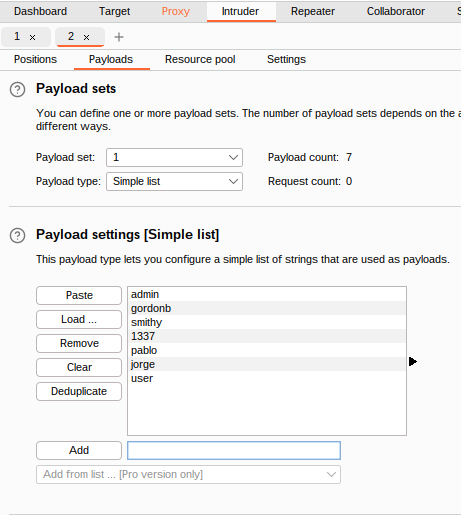 Dashboard Target Proxy Intruder Repeater Collaborator S
1 × 2 × +
Positions Payloads Resource pool Settings
? Payload sets
You can define one or more payload sets. The number of payload sets depends on the a
different ways.
Payload set: 1 Payload count: 7
Payload type: Simple list Request count: 0
? Payload settings [Simple list]
This payload type lets you configure a simple list of strings that are used as payloads.
Paste
Load ...
Remove
Clear
Deduplicate
admin
gordonb
smithy
1337
pablo
jorge
user
Add
Add from list ... [Pro version only]